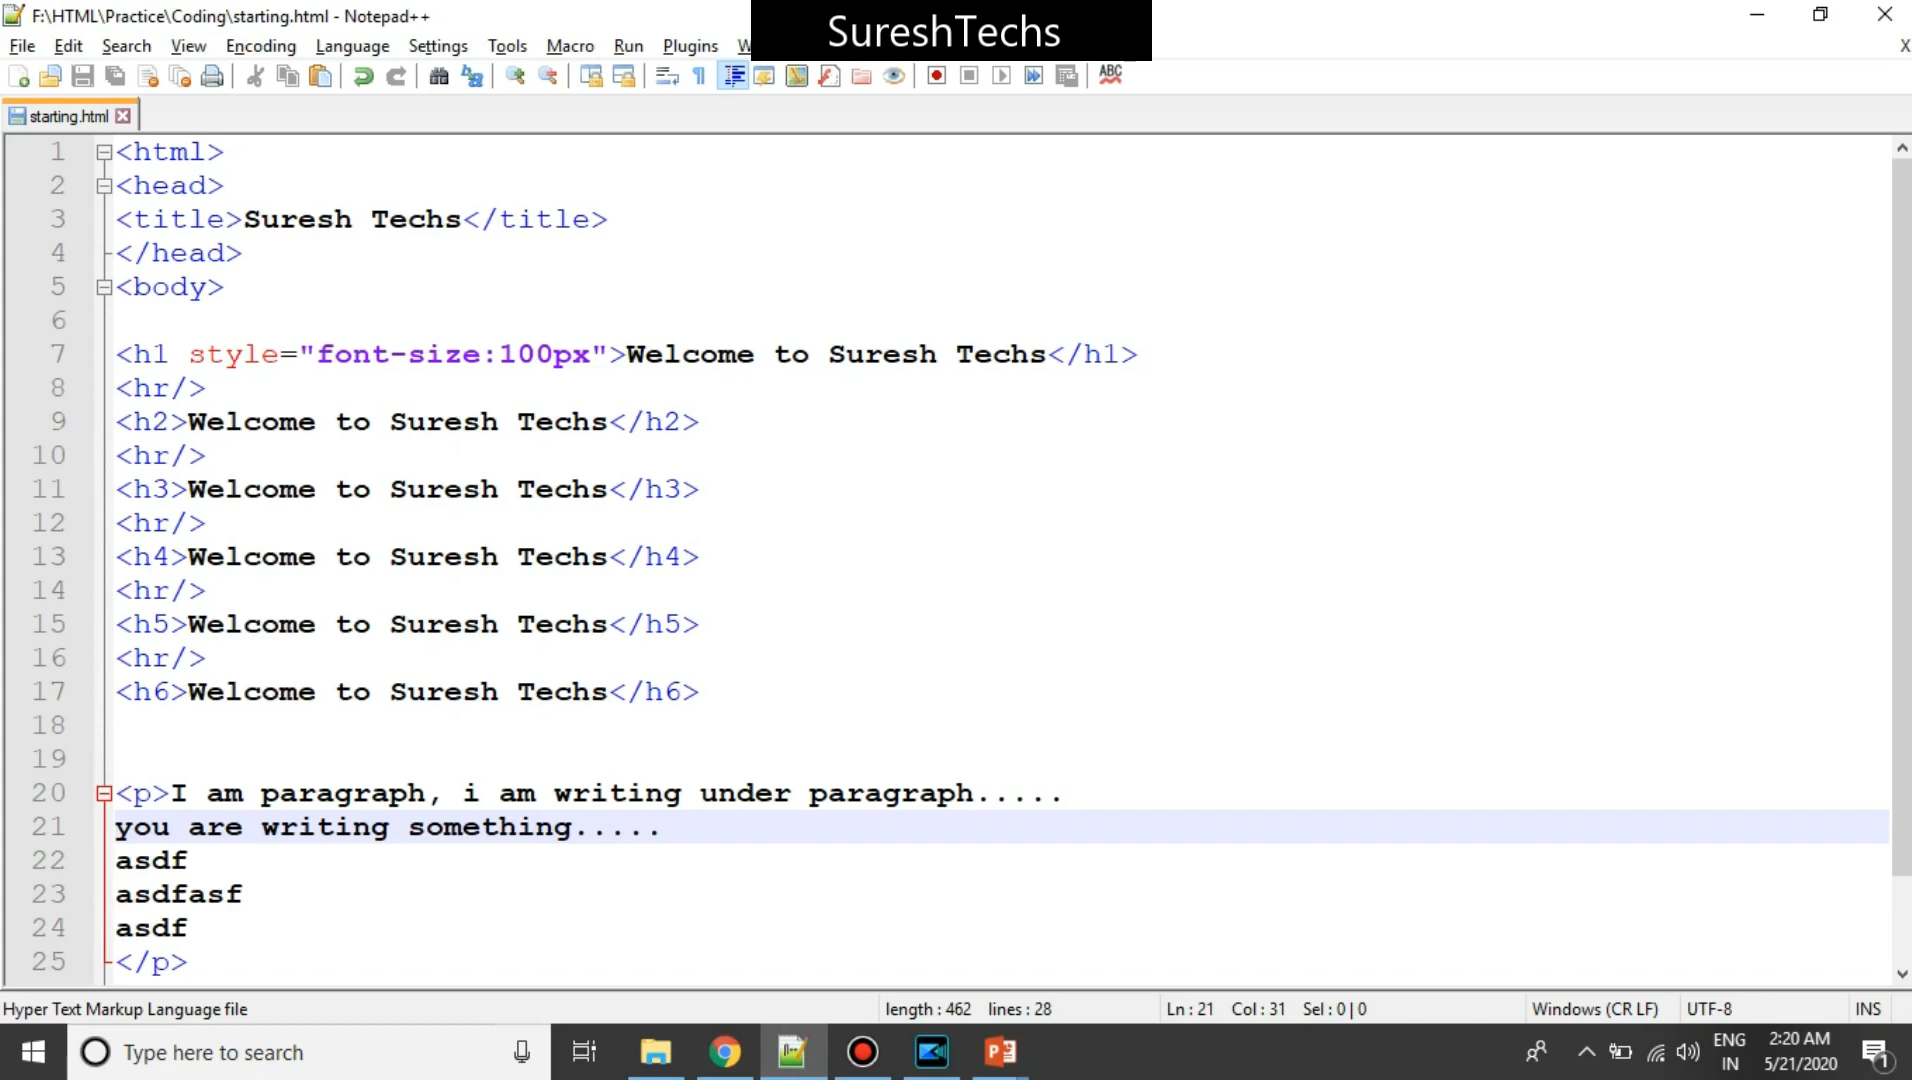 F:\HTML\Practice\Coding\starting.html - Notepad++
SureshTechs
File Edit Search View Encoding Language Settings Tools Macro Run Plugins W
X
ABC
starting.html
1 <html>
2 <head>
3 <title>Suresh Techs</title>
4 </head>
5 <body>
6
7 <h1 style="font-size:100px">Welcome to Suresh Techs</h1>
8 <hr/>
9 <h2>Welcome to Suresh Techs</h2>
10 <hr/>
11 <h3>Welcome to Suresh Techs</h3>
12 <hr/>
13 <h4>Welcome to Suresh Techs</h4>
14 <hr/>
15 <h5>Welcome to Suresh Techs</h5>
16 <hr/>
17 <h6>Welcome to Suresh Techs</h6>
18
19
20 <p>I am paragraph, i am writing under paragraph.....
21 you are writing something.....
22 asdf
23 asdfasf
24 asdf
25 </p>
Hyper Text Markup Language file length : 462 lines : 28 Ln : 21 Col : 31 Sel : 0 | 0 Windows (CR LF) UTF-8 INS
Type here to search
ENG
IN
2:20 AM
5/21/2020
1